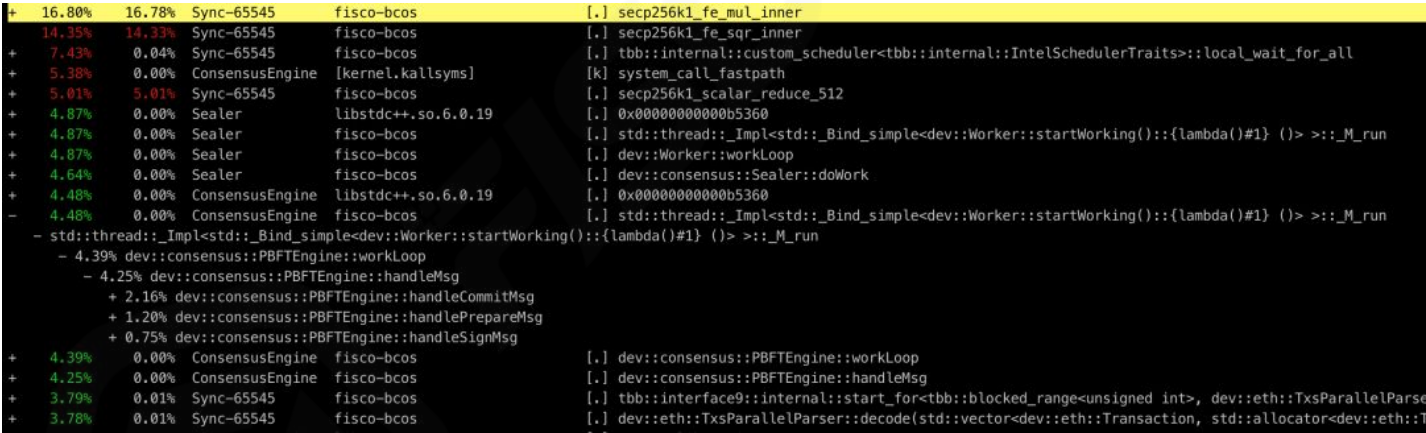 + 16.80% 16.78% Sync-65545 fisco-bcos [.] secp256k1_fe_mul_inner
14.35% 14.33% Sync-65545 fisco-bcos [.] secp256k1_fe_sqr_inner
+ 7.43% 0.04% Sync-65545 fisco-bcos [.] tbb::internal::custom_scheduler<tbb::internal::IntelSchedulerTraits>::local_wait_for_all
+ 5.38% 0.00% ConsensusEngine [kernel.kallsyms] [k] system_call_fastpath
+ 5.01% 5.01% Sync-65545 fisco-bcos [.] secp256k1_scalar_reduce_512
+ 4.87% 0.00% Sealer libstdc++.so.6.0.19 [.] 0x00000000000b5360
+ 4.87% 0.00% Sealer fisco-bcos [.] std::thread::_Impl<std::_Bind_simple<dev::Worker::startWorking()::{lambda()#1} ()> >::_M_run
+ 4.87% 0.00% Sealer fisco-bcos [.] dev::Worker::workLoop
+ 4.64% 0.00% Sealer fisco-bcos [.] dev::consensus::Sealer::doWork
+ 4.48% 0.00% ConsensusEngine libstdc++.so.6.0.19 [.] 0x00000000000b5360
- 4.48% 0.00% ConsensusEngine fisco-bcos [.] std::thread::_Impl<std::_Bind_simple<dev::Worker::startWorking()::{lambda()#1} ()> >::_M_run
- std::thread::_Impl<std::_Bind_simple<dev::Worker::startWorking()::{lambda()#1} ()> >::_M_run
- 4.39% dev::consensus::PBFTEngine::workLoop
- 4.25% dev::consensus::PBFTEngine::handleMsg
+ 2.16% dev::consensus::PBFTEngine::handleCommitMsg
+ 1.20% dev::consensus::PBFTEngine::handlePrepareMsg
+ 0.75% dev::consensus::PBFTEngine::handleSignMsg
+ 4.39% 0.00% ConsensusEngine fisco-bcos [.] dev::consensus::PBFTEngine::workLoop
+ 4.25% 0.00% ConsensusEngine fisco-bcos [.] dev::consensus::PBFTEngine::handleMsg
+ 3.79% 0.01% Sync-65545 fisco-bcos [.] tbb::interface9::internal::start_for<tbb::blocked_range<unsigned int>, dev::eth::TxsParallelParse
+ 3.78% 0.01% Sync-65545 fisco-bcos [.] dev::eth::TxsParallelParser::decode(std::vector<dev::eth::Transaction, std::allocator<dev::eth::T